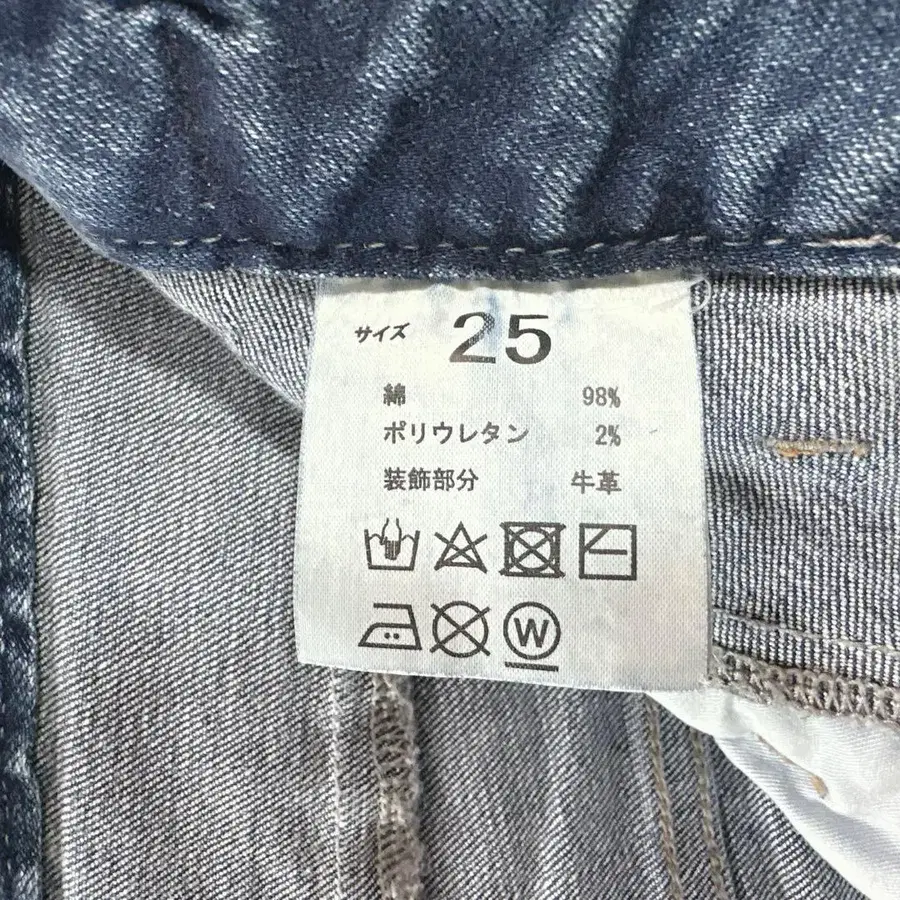 サイズ 25
綿 98%
ポリウレタン 2%
装飾部分 牛革
W